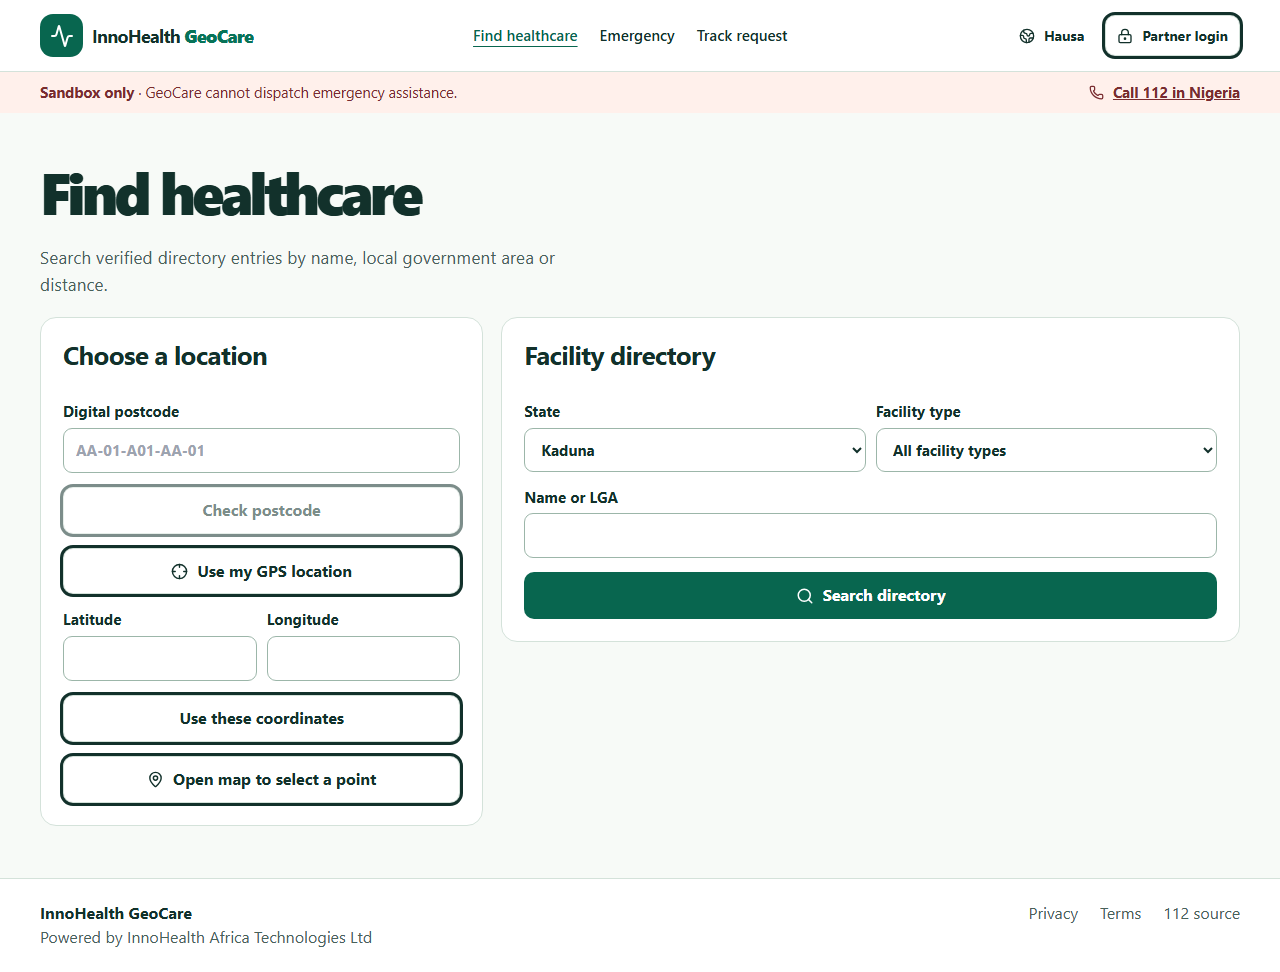 InnoHealth GeoCare
Find healthcare
Emergency
Track request
Hausa
Partner login
Sandbox only · GeoCare cannot dispatch emergency assistance.
Call 112 in Nigeria
Find healthcare
Search verified directory entries by name, local government area or
distance.
Choose a location
Digital postcode
AA-01-A01-AA-01
Check postcode
Use my GPS location
Latitude
Longitude
Use these coordinates
Open map to select a point
Facility directory
State
Facility type
Kaduna
All facility types
Name or LGA
Search directory
InnoHealth GeoCare
Powered by InnoHealth Africa Technologies Ltd
Privacy
Terms
112 source